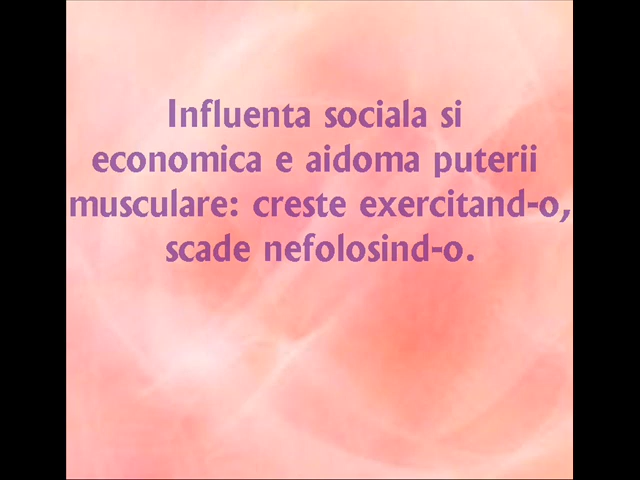 Influenta sociala si
economica e aidoma puterii
musculare: creste exercitand-o,
scade nefolosind-o.